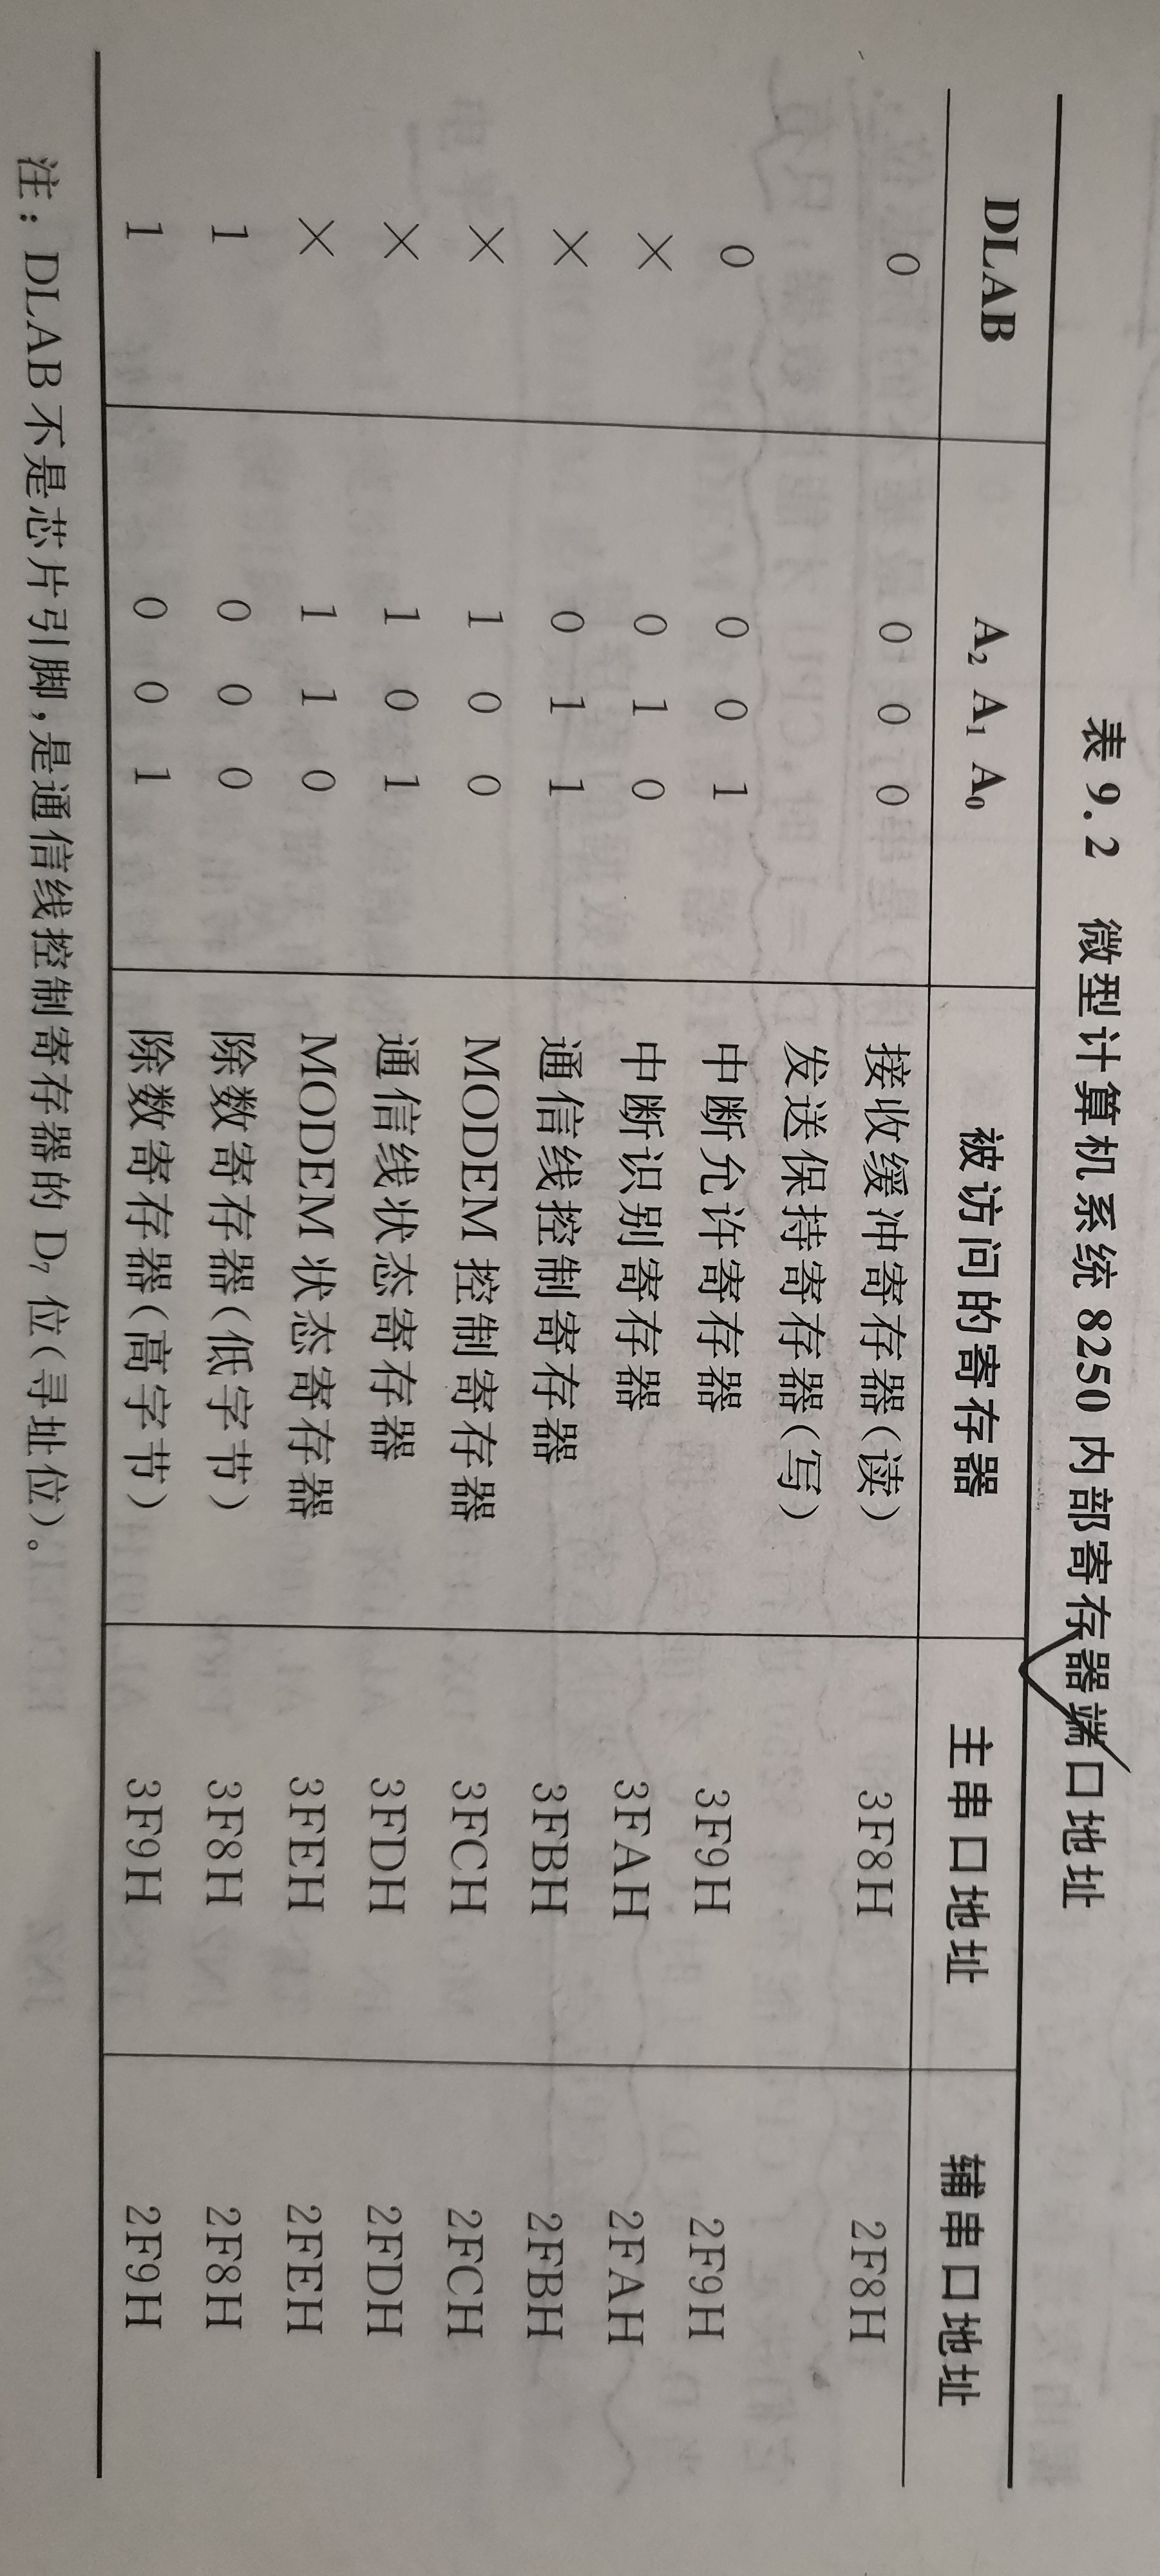 表 9.2 微型计算机系统 8250 内部寄存器端口地址
DLAB A₂ A₁ A₀ 被访问的寄存器 主串口地址 辅串口地址
0 0 0 0 接收缓冲寄存器(读) 3F8H 2F8H
发送保持寄存器(写)
0 0 0 1 中断允许寄存器 3F9H 2F9H
× 0 1 0 中断识别寄存器 3FAH 2FAH
× 0 1 1 通信线控制寄存器 3FBH 2FBH
× 1 0 0 MODEM 控制寄存器 3FCH 2FCH
× 1 0 1 通信线状态寄存器 3FDH 2FDH
× 1 1 0 MODEM 状态寄存器 3FEH 2FEH
1 0 0 0 除数寄存器(低字节) 3F8H 2F8H
1 0 0 1 除数寄存器(高字节) 3F9H 2F9H
注：DLAB 不是芯片引脚,是通信线控制寄存器的 D₇ 位(寻址位)。